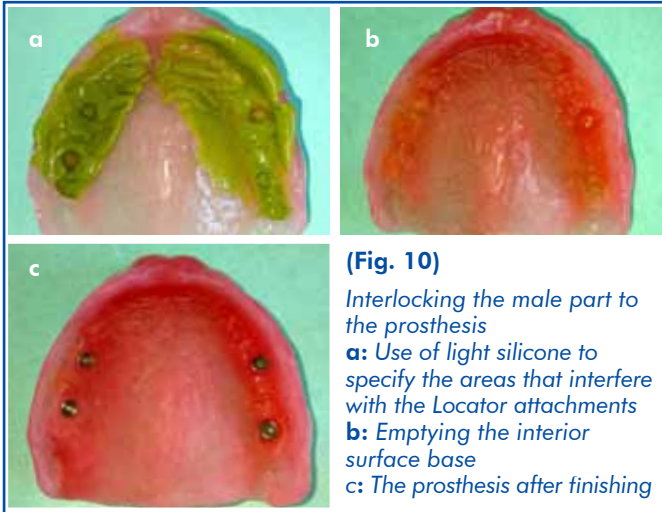 a
b
c
(Fig. 10)
Interlocking the male part to
the prosthesis
a: Use of light silicone to
specify the areas that interfere
with the Locator attachments
b: Emptying the interior
surface base
c: The prosthesis after finishing